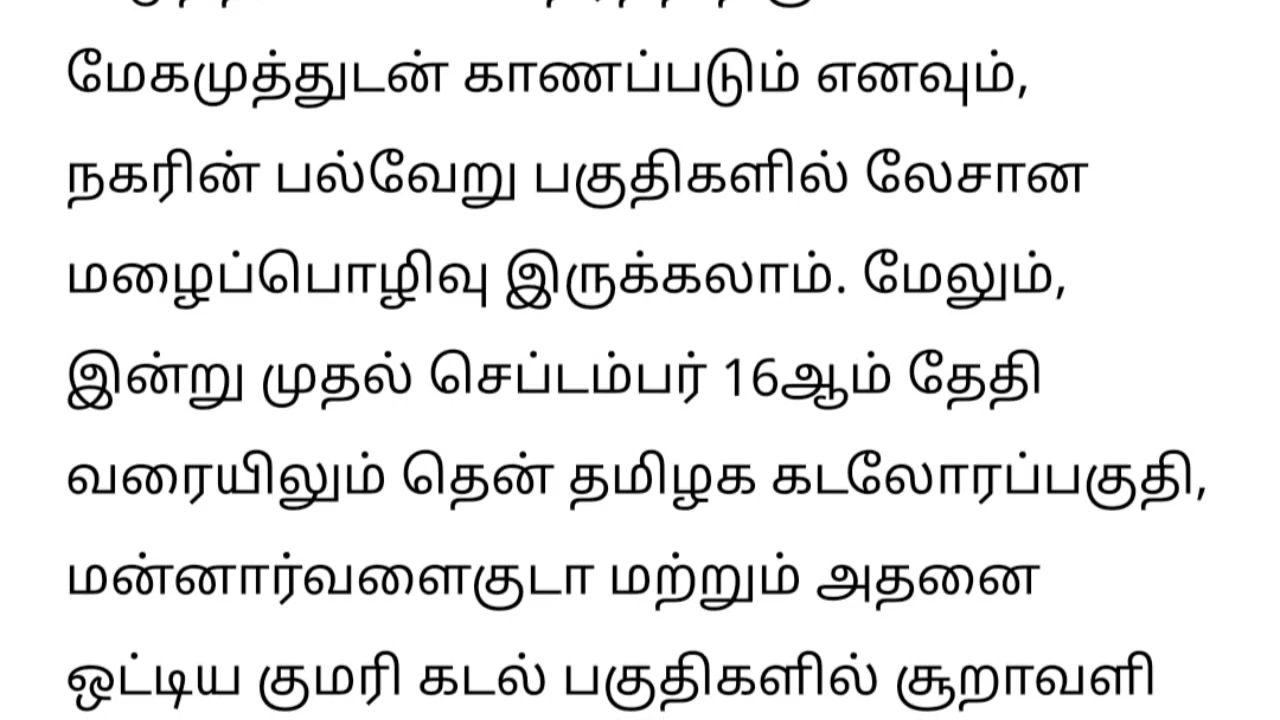 மேகமுத்துடன் காணப்படும் எனவும்,
நகரின் பல்வேறு பகுதிகளில் லேசான
மழைப்பொழிவு இருக்கலாம். மேலும்,
இன்று முதல் செப்டம்பர் 16ஆம் தேதி
வரையிலும் தென் தமிழக கடலோரப்பகுதி,
மன்னார்வளைகுடா மற்றும் அதனை
ஒட்டிய குமரி கடல் பகுதிகளில் சூறாவளி